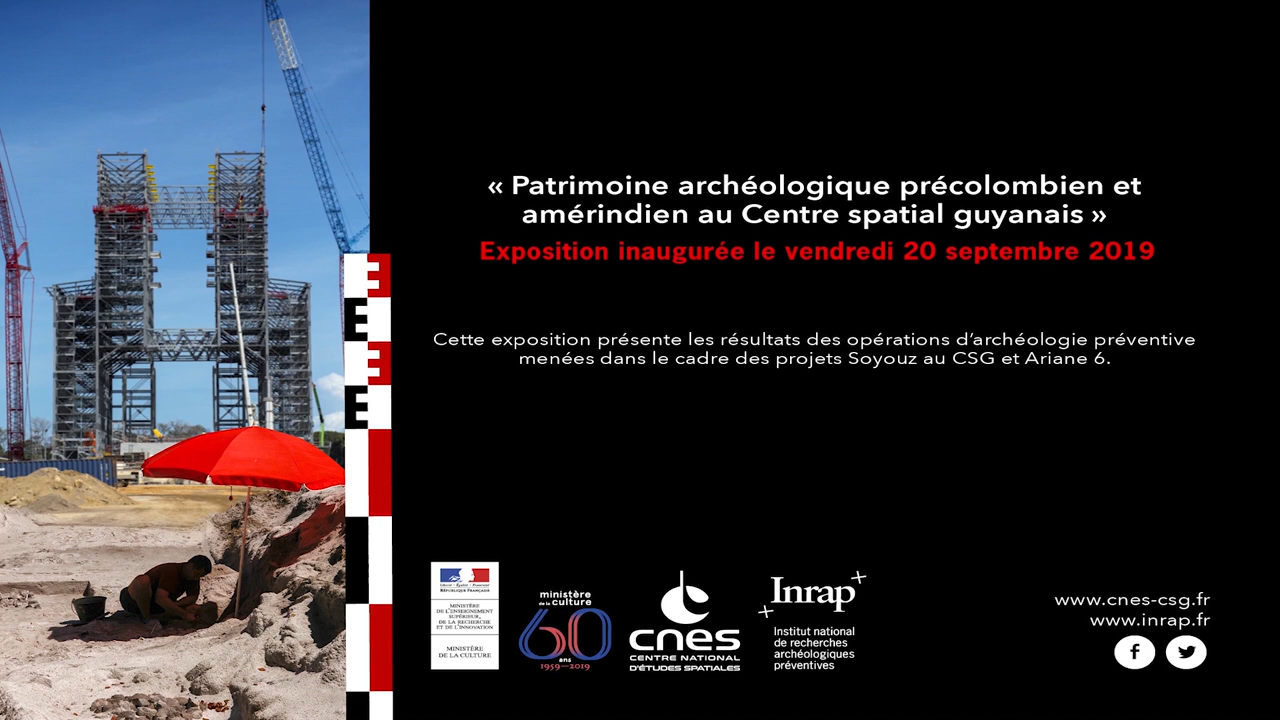 « Patrimoine archéologique précolombien et
amérindien au Centre spatial guyanais »
Exposition inaugurée le vendredi 20 septembre 2019
Cette exposition présente les résultats des opérations d’archéologie préventive
menées dans le cadre des projets Soyouz au CSG et Ariane 6.
Liberté • Égalité • Fraternité
RÉPUBLIQUE FRANÇAISE
MINISTÈRE
DE L'ENSEIGNEMENT
SUPÉRIEUR,
DE LA RECHERCHE
ET DE L'INNOVATION
MINISTÈRE
DE LA CULTURE
ministère
de la culture
60
ans
1959—2019
cnes
CENTRE NATIONAL
D'ÉTUDES SPATIALES
Inrap
Institut national
de recherches
archéologiques
préventives
www.cnes-csg.fr
www.inrap.fr